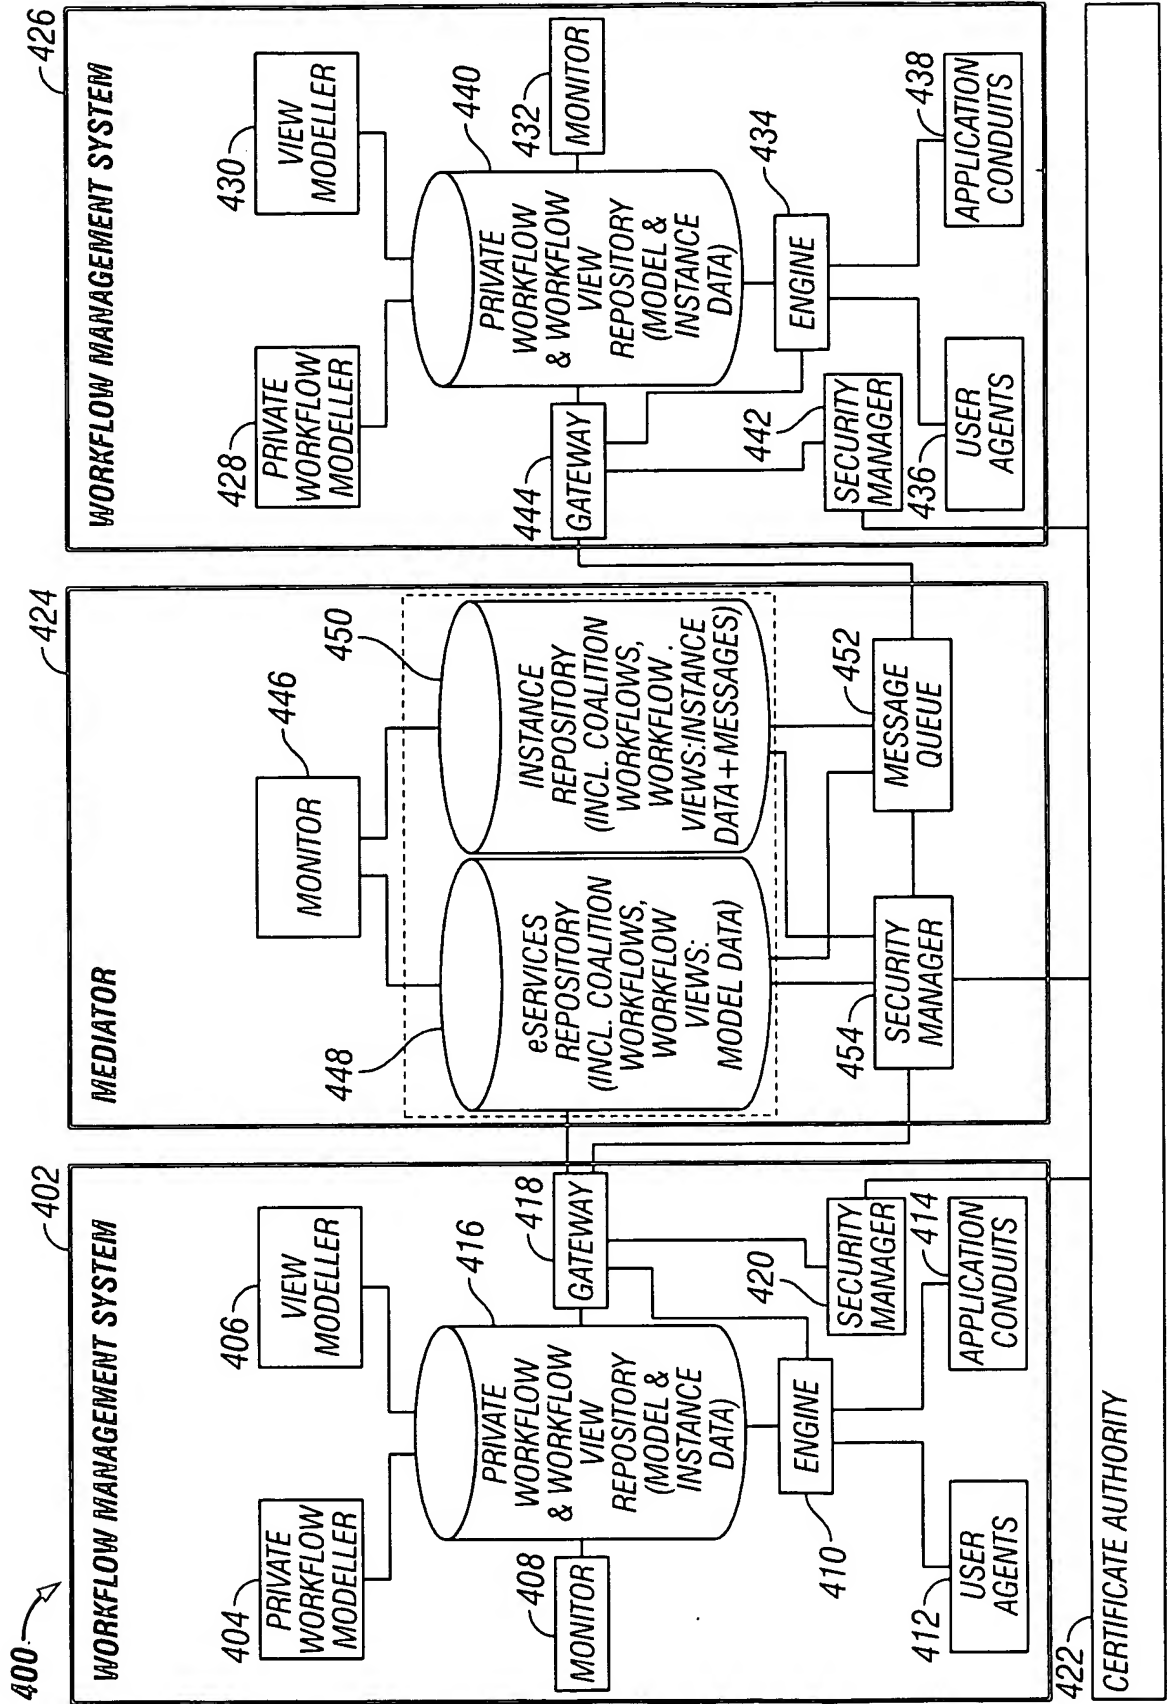 400
402
WORKFLOW MANAGEMENT SYSTEM
404
PRIVATE
WORKFLOW
MODELLER
406
VIEW
MODELLER
408
MONITOR
416
PRIVATE
WORKFLOW
& WORKFLOW
VIEW
REPOSITORY
(MODEL &
INSTANCE
DATA)
418
GATEWAY
410
ENGINE
420
SECURITY
MANAGER
412
USER
AGENTS
414
APPLICATION
CONDUITS
424
MEDIATOR
446
MONITOR
448
eSERVICES
REPOSITORY
(INCL. COALITION
WORKFLOWS,
WORKFLOW
VIEWS:
MODEL DATA)
450
INSTANCE
REPOSITORY
(INCL. COALITION
WORKFLOWS,
WORKFLOW .
VIEWS:INSTANCE
DATA+MESSAGES)
454
SECURITY
MANAGER
452
MESSAGE
QUEUE
426
WORKFLOW MANAGEMENT SYSTEM
428
PRIVATE
WORKFLOW
MODELLER
430
VIEW
MODELLER
444
GATEWAY
440
PRIVATE
WORKFLOW
& WORKFLOW
VIEW
REPOSITORY
(MODEL &
INSTANCE
DATA)
432
MONITOR
434
ENGINE
442
SECURITY
MANAGER
436
USER
AGENTS
438
APPLICATION
CONDUITS
422
CERTIFICATE AUTHORITY